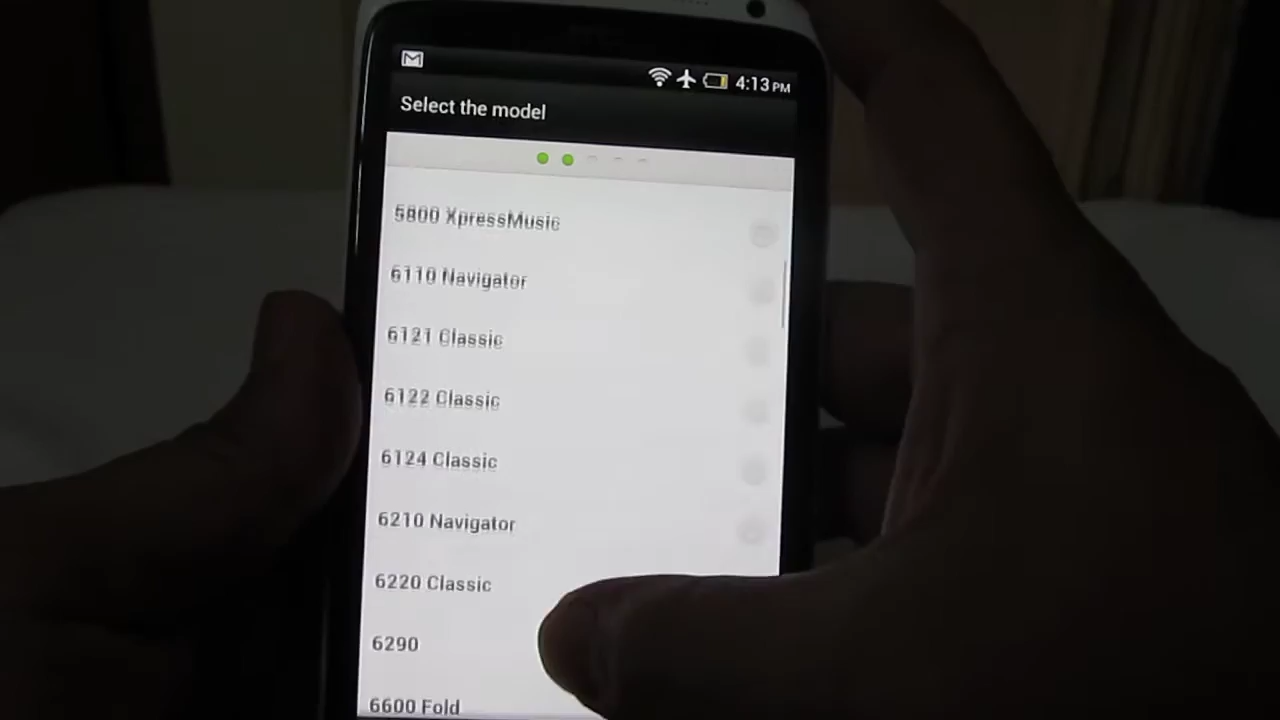 4:13 PM
Select the model
5800 XpressMusic
6110 Navigator
6121 Classic
6122 Classic
6124 Classic
6210 Navigator
6220 Classic
6290
6600 Fold